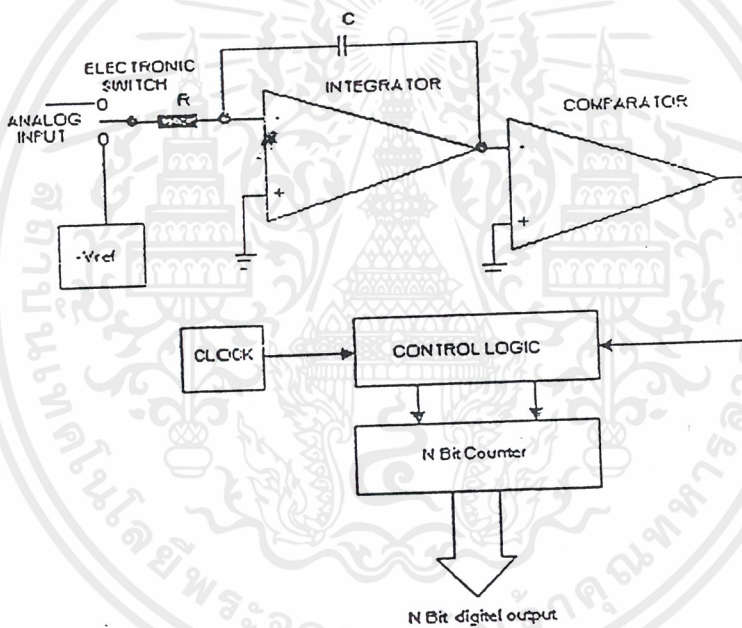 C
ELECTRONIC
SWITCH
R
INTEGRATOR
COMPARATOR
ANALOG
INPUT
-
+
-
+
-Vref
CLOCK
CONTROL LOGIC
N Bit Counter
N Bit digital output